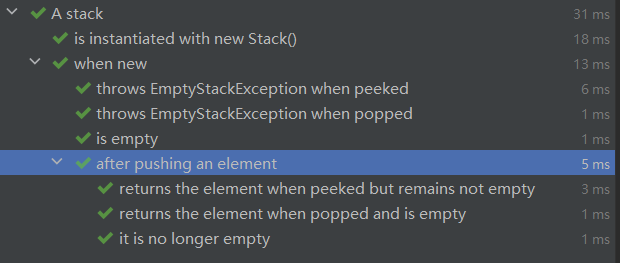 A stack 31 ms
is instantiated with new Stack() 18 ms
when new 13 ms
throws EmptyStackException when peeked 6 ms
throws EmptyStackException when popped 1 ms
is empty 1 ms
after pushing an element 5 ms
returns the element when peeked but remains not empty 3 ms
returns the element when popped and is empty 1 ms
it is no longer empty 1 ms